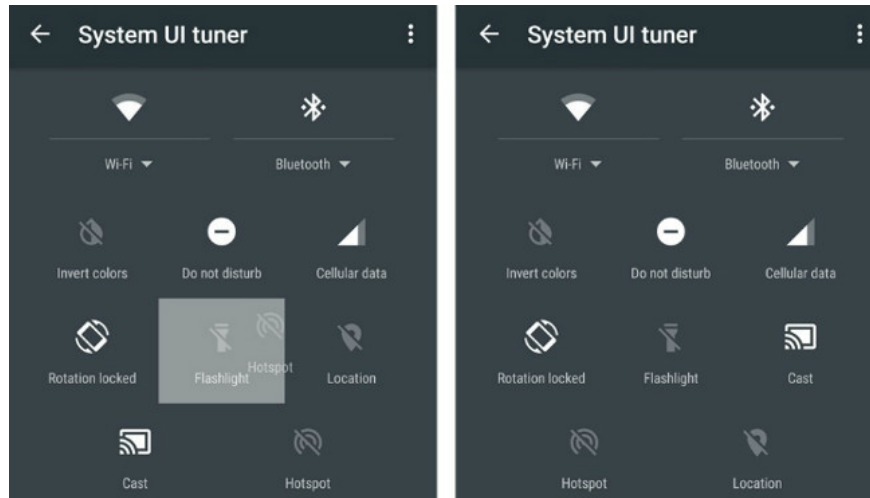 System UI tuner
Wi-Fi
Bluetooth
Invert colors
Do not disturb
Cellular data
Rotation locked
Flashlight
Hotspot
Location
Cast
Hotspot
System UI tuner
Wi-Fi
Bluetooth
Invert colors
Do not disturb
Cellular data
Rotation locked
Flashlight
Cast
Hotspot
Location